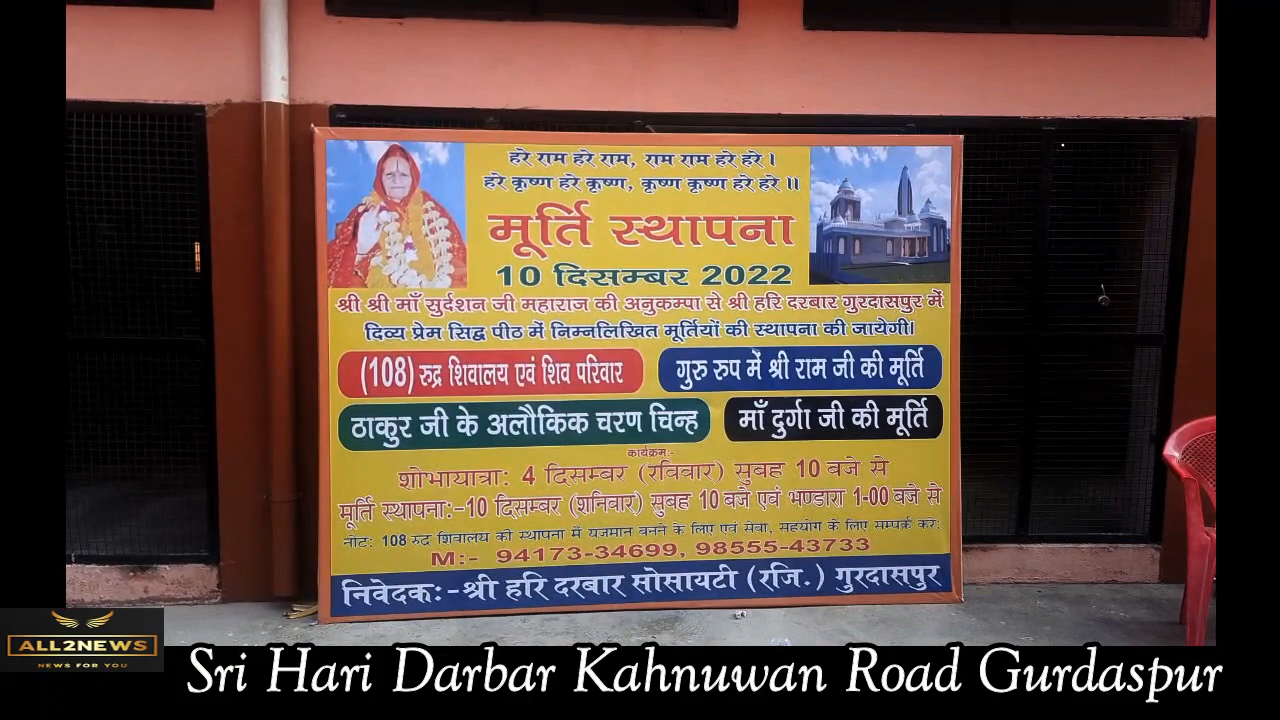 हरे राम हरे राम, राम राम हरे हरे।
हरे कृष्ण हरे कृष्ण, कृष्ण कृष्ण हरे हरे॥
मूर्ति स्थापना
10 दिसम्बर 2022
श्री श्री माँ सुर्दशन जी महाराज की अनुकम्पा से श्री हरि दरबार गुरदासपुर में
दिव्य प्रेम सिद्व पीठ में निम्नलिखित मूर्तियों की स्थापना की जायेगी।
(108) रुद्र शिवालय एवं शिव परिवार
गुरु रुप में श्री राम जी की मूर्ति
ठाकुर जी के अलौकिक चरण चिन्ह
माँ दुर्गा जी की मूर्ति
कार्यक्रम:-
शोभायात्रा: 4 दिसम्बर (रविवार) सुबह 10 बजे से
मूर्ति स्थापना:-10 दिसम्बर (शनिवार) सुबह 10 बजे एवं भण्डारा 1-00 बजे से
नोट: 108 रुद्र शिवालय की स्थापना में यजमान बनने के लिए एवं सेवा, सहयोग के लिए सम्पर्क करें:
M:- 94173-34699, 98555-43733
निवेदक:-श्री हरि दरबार सोसायटी (रजि.) गुरदासपुर
ALL2NEWS
NEWS FOR YOU
Sri Hari Darbar Kahnuwan Road Gurdaspur